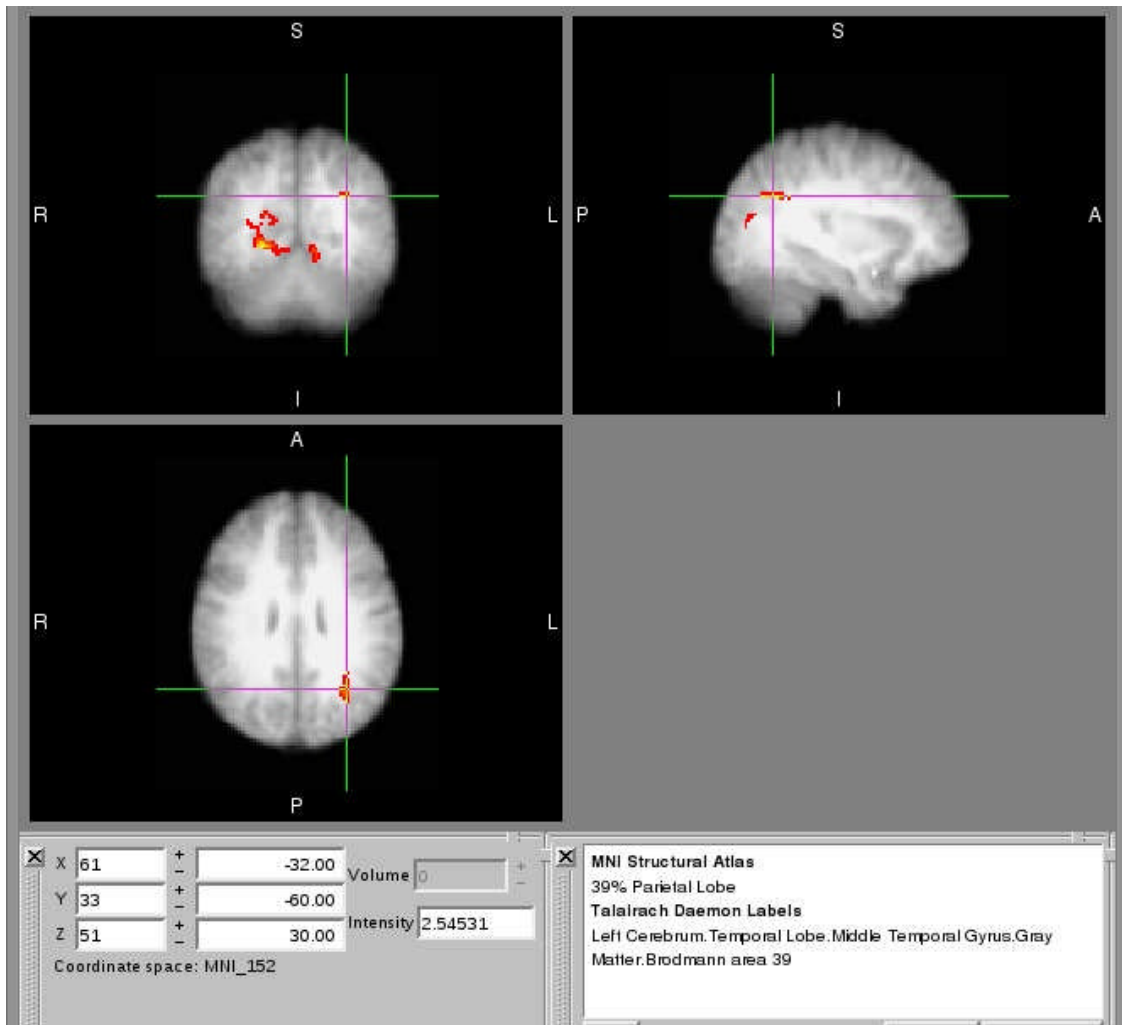 S
R
L
I
S
P
A
I
A
R
L
P
X 61 + - -32.00
Volume 0 + -
Y 33 + - -60.00
Intensity 2.54531
Z 51 + - 30.00
Coordinate space: MNI_152
MNI Structural Atlas
39% Parietal Lobe
Talairach Daemon Labels
Left Cerebrum.Temporal Lobe.Middle Temporal Gyrus.Gray
Matter.Brodmann area 39